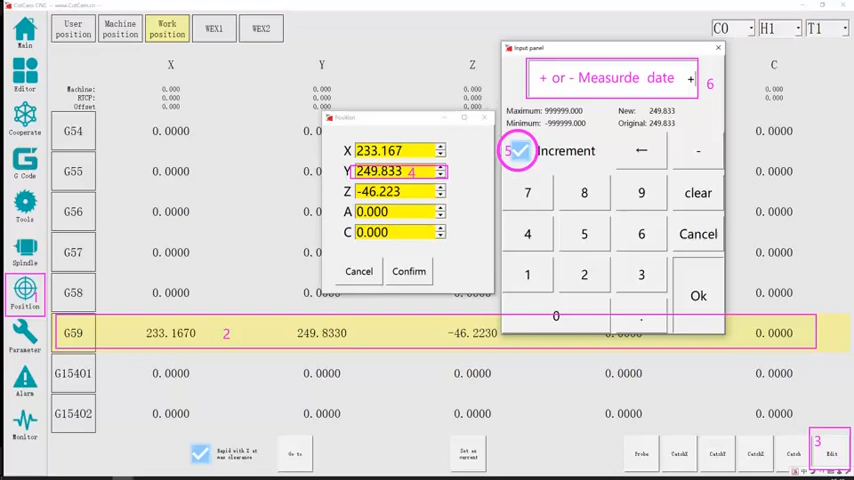 CutCam CNC - www.CutCam.cn
User position
Machine position
Work position
WEX1
WEX2
C0
H1
T1
X
Y
Z
C
Machine: 0.000 0.000 0.000 0.000
RTCP: 0.000 0.000 0.000 0.000
Offset 0.000 0.000 0.000 0.000
G54 0.0000 0.0000 0.0000
G55 0.0000 0.0000
G56 0.0000 0.0000
G57 0.0000 0.0000
G58 0.0000 0.0000 0.0000 0.0000
G59 233.1670 2 249.8330 -46.2230 0.0000
G15401 0.0000 0.0000 0.0000 0.0000 0.0000
G15402 0.0000 0.0000 0.0000 0.0000 0.0000
Main
Editor
Cooperate
G Code
Tools
Spindle
1
Position
Parameter
Alarm
Monitor
Position
X 233.167
Y 249.833 4
Z -46.223
A 0.000
C 0.000
Cancel
Confirm
Input panel
+ or - Measurde date +
6
Maximum: 999999.000 New: 249.833
Minimum: -999999.000 Original: 249.833
5 Increment ← -
7 8 9 clear
4 5 6 Cancel
1 2 3
Ok
0 .
Rapid with Z at
max clearance
Go to
Set as
current
Probe
CatchX
CatchY
CatchZ
Catch
3
Edit